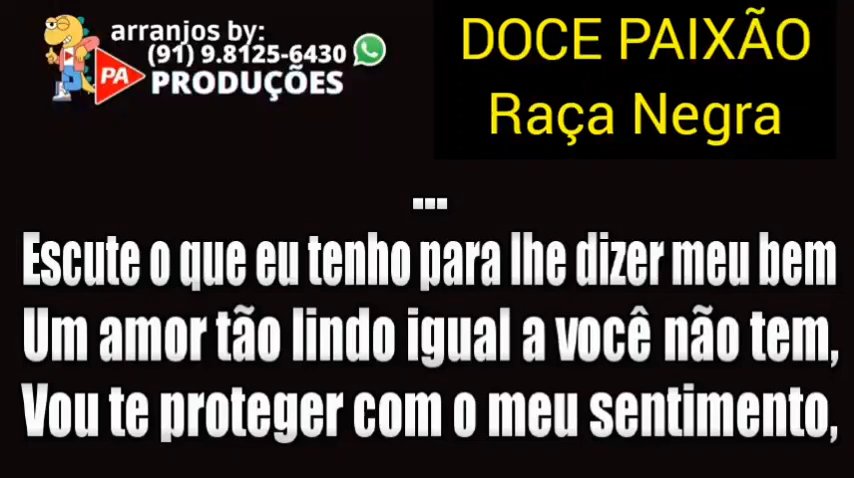 arranjos by:
(91) 9.8125-6430
PA
PRODUÇÕES
DOCE PAIXÃO
Raça Negra
...
Escute o que eu tenho para lhe dizer meu bem
Um amor tão lindo igual a você não tem,
Vou te proteger com o meu sentimento,